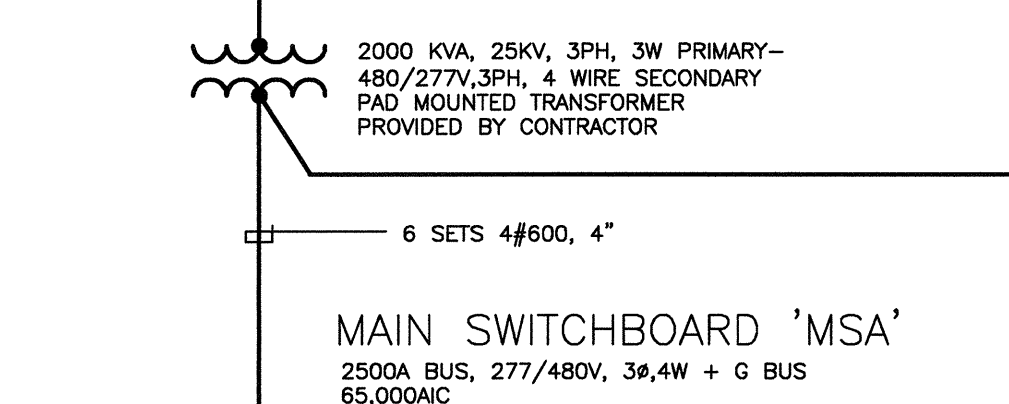 2000 KVA, 25KV, 3PH, 3W PRIMARY–
480/277V,3PH, 4 WIRE SECONDARY
PAD MOUNTED TRANSFORMER
PROVIDED BY CONTRACTOR
6 SETS 4#600, 4"
MAIN SWITCHBOARD 'MSA'
2500A BUS, 277/480V, 3ø,4W + G BUS
65,000AIC